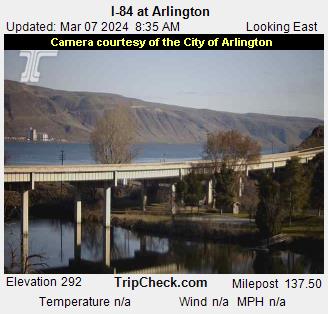 I-84 at Arlington
Updated: Mar 07 2024 8:35 AM Looking East
Camera courtesy of the City of Arlington
Elevation 292 TripCheck.com Milepost 137.50
Temperature n/a Wind n/a MPH n/a